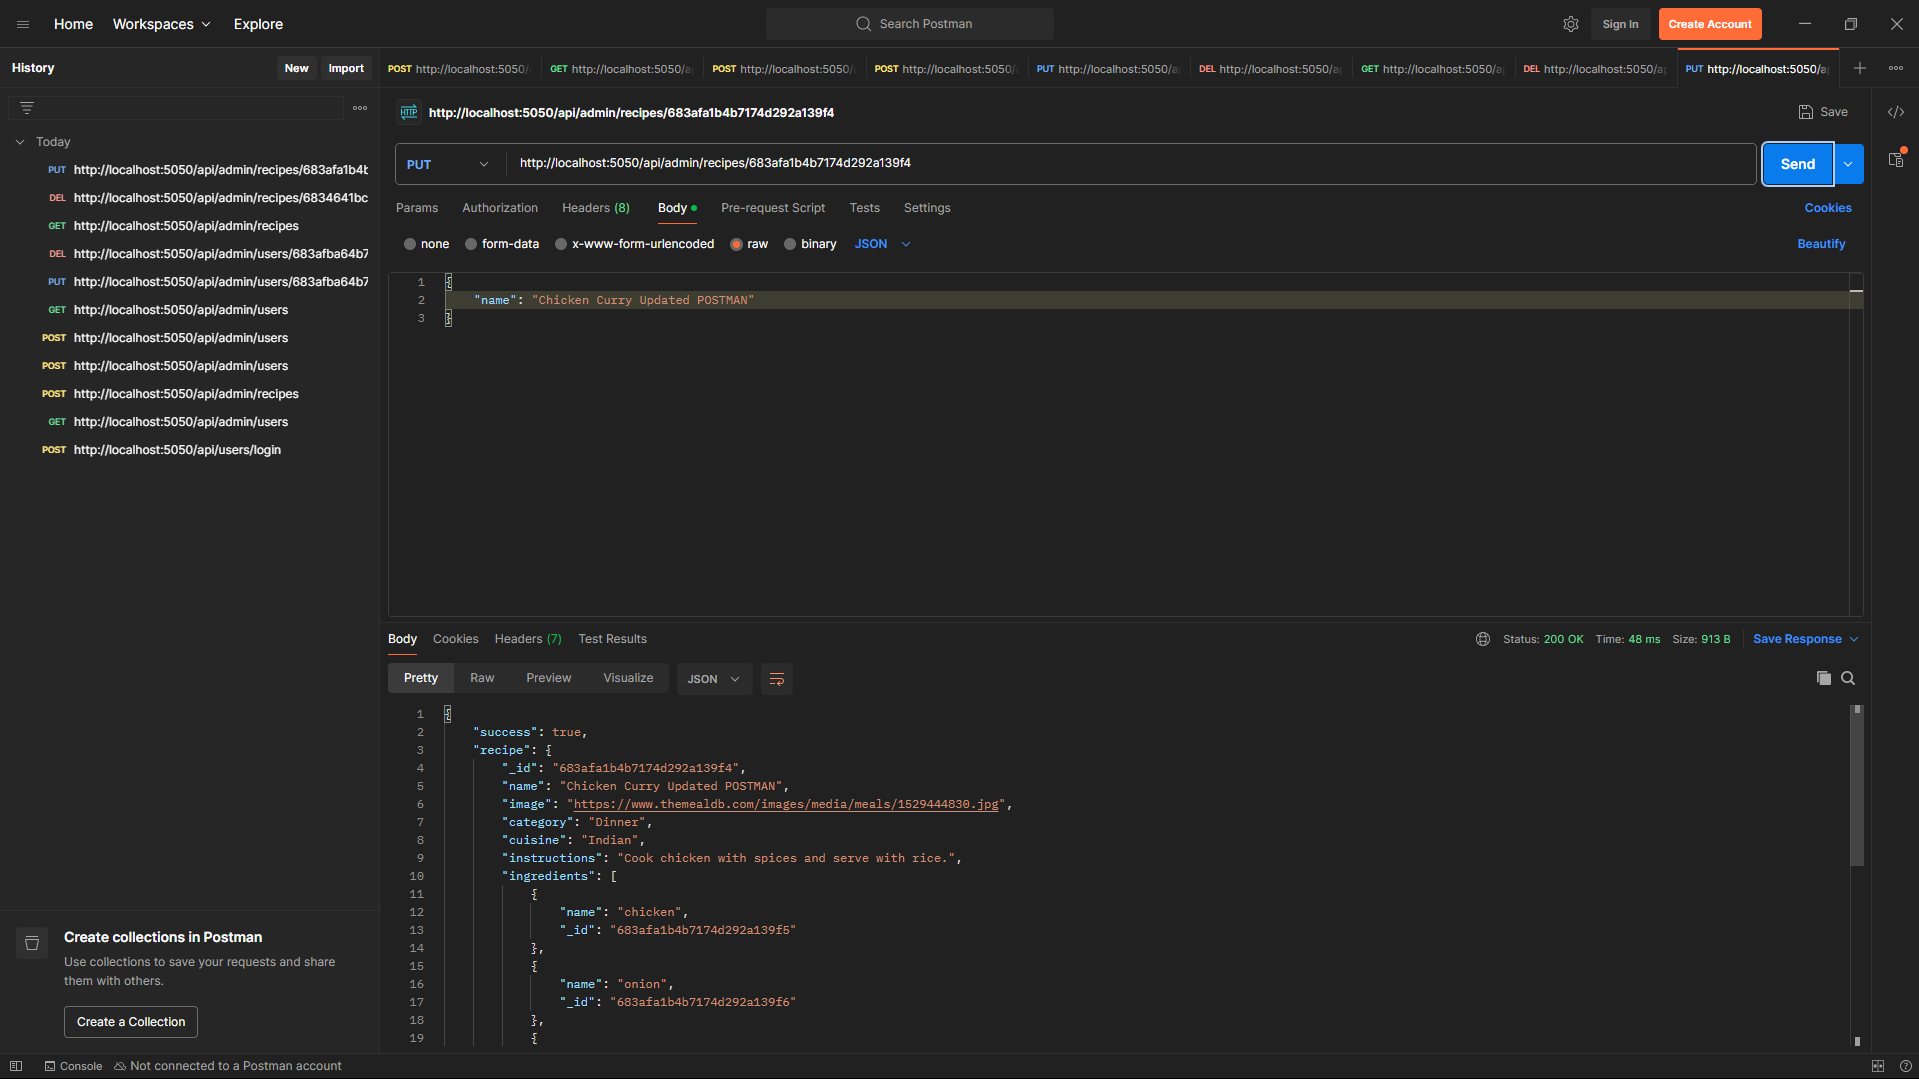 Home Workspaces Explore Search Postman Sign In Create Account
History New Import
POST http://localhost:5050/ GET http://localhost:5050/a POST http://localhost:5050/ POST http://localhost:5050/ PUT http://localhost:5050/a DEL http://localhost:5050/a GET http://localhost:5050/a DEL http://localhost:5050/a PUT http://localhost:5050/a
Today
PUT http://localhost:5050/api/admin/recipes/683afa1b4b
DEL http://localhost:5050/api/admin/recipes/6834641bc
GET http://localhost:5050/api/admin/recipes
DEL http://localhost:5050/api/admin/users/683afba64b7
PUT http://localhost:5050/api/admin/users/683afba64b7
GET http://localhost:5050/api/admin/users
POST http://localhost:5050/api/admin/users
POST http://localhost:5050/api/admin/users
POST http://localhost:5050/api/admin/recipes
GET http://localhost:5050/api/admin/users
POST http://localhost:5050/api/users/login
Create collections in Postman
Use collections to save your requests and share
them with others.
Create a Collection
HTTP http://localhost:5050/api/admin/recipes/683afa1b4b7174d292a139f4 Save
PUT http://localhost:5050/api/admin/recipes/683afa1b4b7174d292a139f4 Send
Params Authorization Headers (8) Body Pre-request Script Tests Settings Cookies
none form-data x-www-form-urlencoded raw binary JSON Beautify
1 {
2 "name": "Chicken Curry Updated POSTMAN"
3 }
Body Cookies Headers (7) Test Results Status: 200 OK Time: 48 ms Size: 913 B Save Response
Pretty Raw Preview Visualize JSON
1 {
2 "success": true,
3 "recipe": {
4 "_id": "683afa1b4b7174d292a139f4",
5 "name": "Chicken Curry Updated POSTMAN",
6 "image": "https://www.themealdb.com/images/media/meals/1529444830.jpg",
7 "category": "Dinner",
8 "cuisine": "Indian",
9 "instructions": "Cook chicken with spices and serve with rice.",
10 "ingredients": [
11 {
12 "name": "chicken",
13 "_id": "683afa1b4b7174d292a139f5"
14 },
15 {
16 "name": "onion",
17 "_id": "683afa1b4b7174d292a139f6"
18 },
19 {
Console Not connected to a Postman account